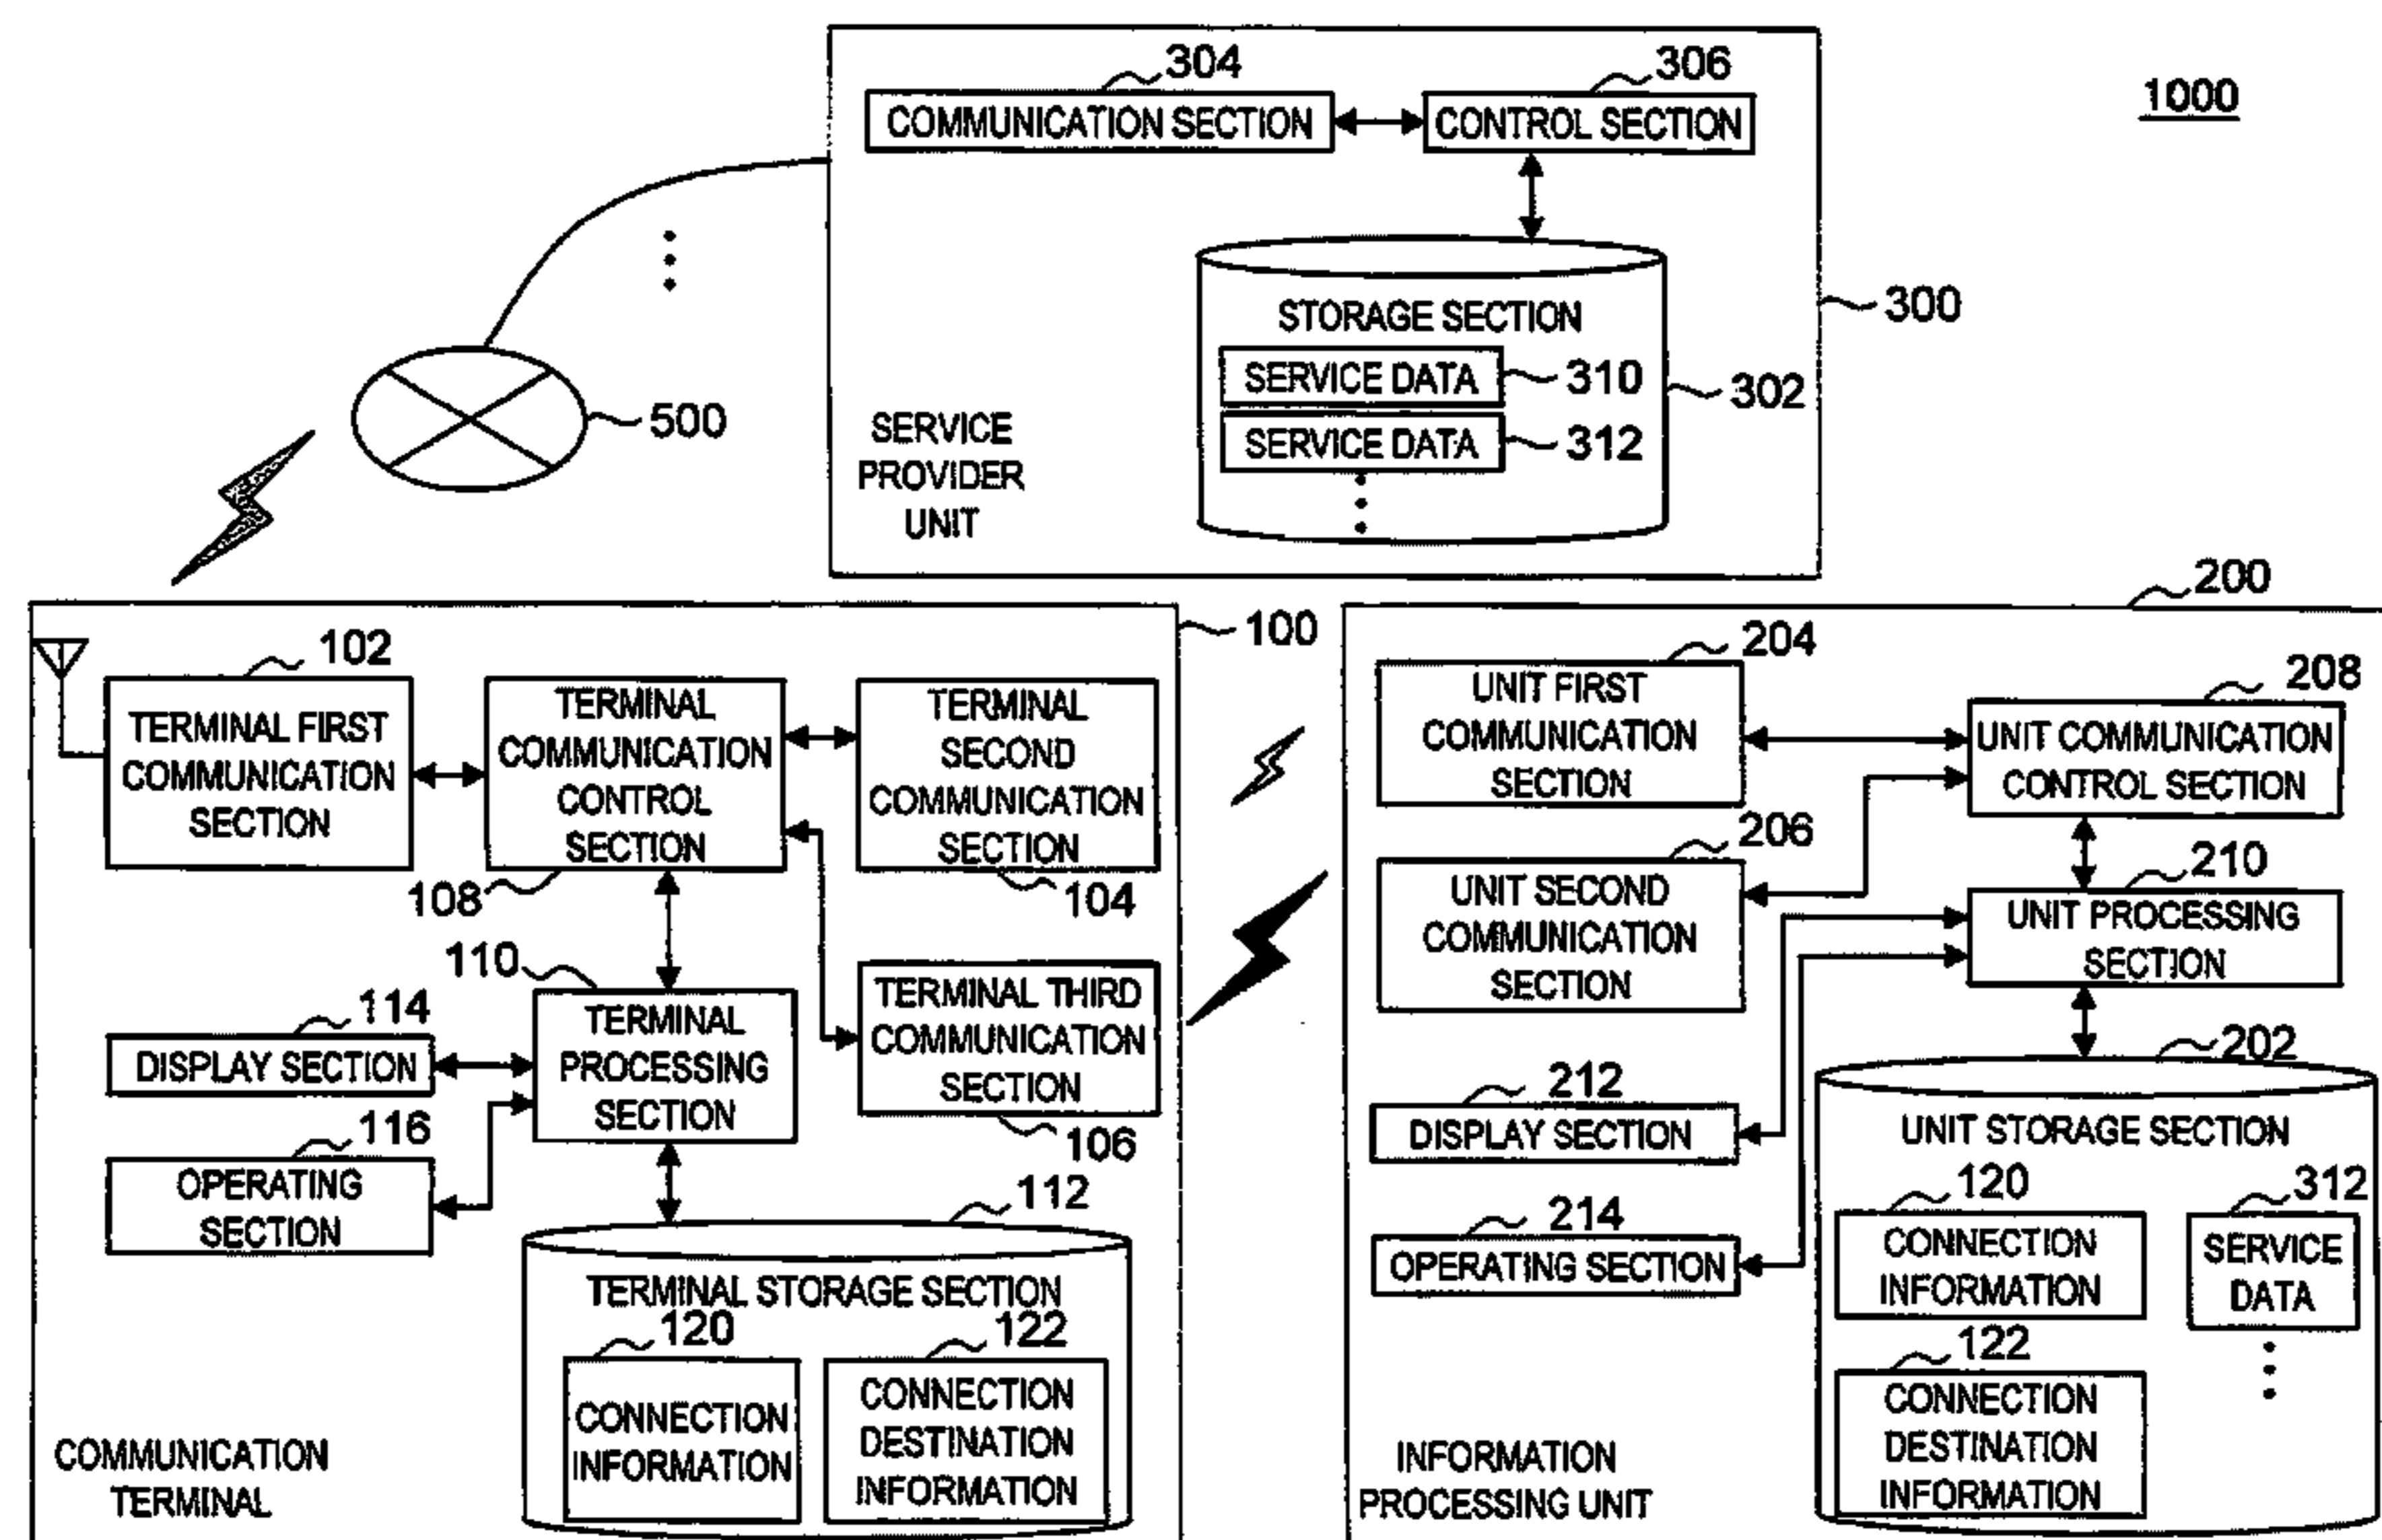 1000
304
306
COMMUNICATION SECTION
CONTROL SECTION
STORAGE SECTION
SERVICE DATA
310
SERVICE DATA
312
302
300
SERVICE
PROVIDER
UNIT
500
100
102
TERMINAL FIRST
COMMUNICATION
SECTION
TERMINAL
COMMUNICATION
CONTROL
SECTION
108
TERMINAL
SECOND
COMMUNICATION
SECTION
104
110
TERMINAL
PROCESSING
SECTION
TERMINAL THIRD
COMMUNICATION
SECTION
106
114
DISPLAY SECTION
116
OPERATING
SECTION
112
TERMINAL STORAGE SECTION
120
CONNECTION
INFORMATION
122
CONNECTION
DESTINATION
INFORMATION
COMMUNICATION
TERMINAL
200
204
UNIT FIRST
COMMUNICATION
SECTION
208
UNIT COMMUNICATION
CONTROL SECTION
206
UNIT SECOND
COMMUNICATION
SECTION
210
UNIT PROCESSING
SECTION
212
DISPLAY SECTION
214
OPERATING SECTION
202
UNIT STORAGE SECTION
120
CONNECTION
INFORMATION
312
SERVICE
DATA
122
CONNECTION
DESTINATION
INFORMATION
INFORMATION
PROCESSING UNIT